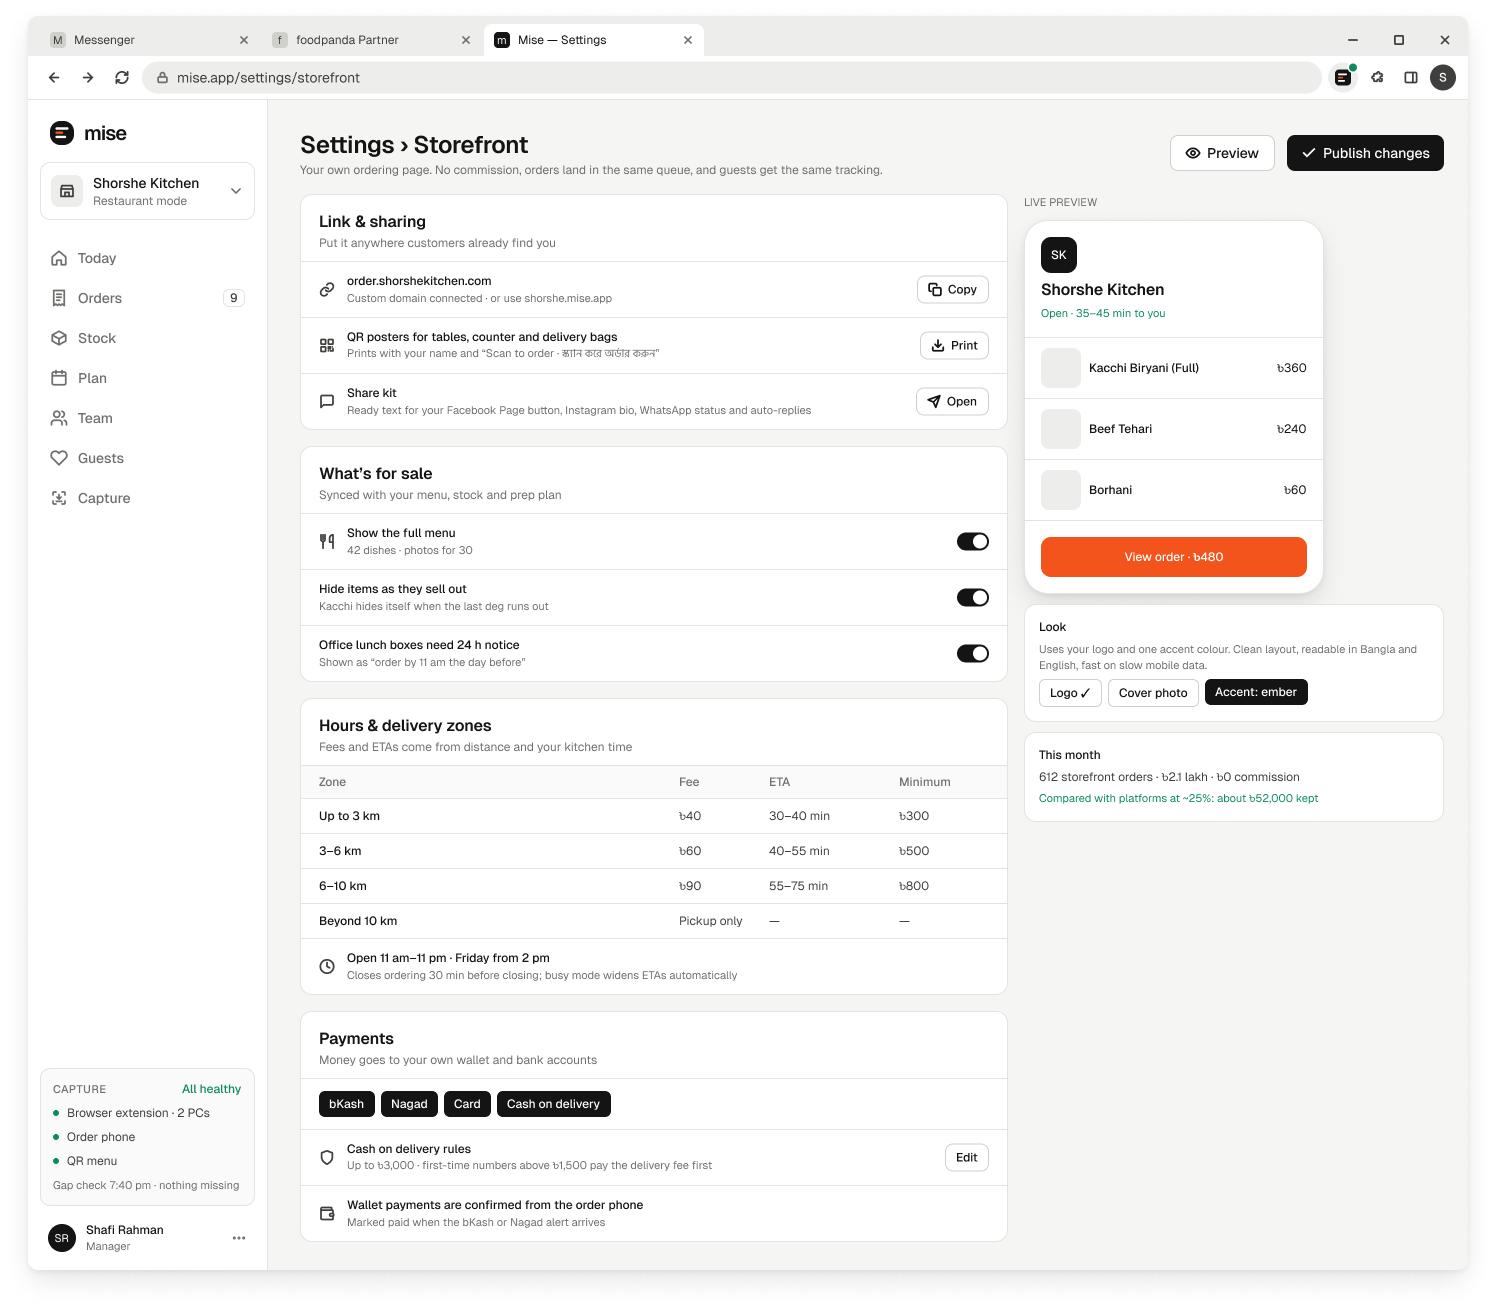 M Messenger
f foodpanda Partner
m Mise — Settings
mise.app/settings/storefront
S
mise
Shorshe Kitchen
Restaurant mode
Today
Orders 9
Stock
Plan
Team
Guests
Capture
CAPTURE All healthy
Browser extension · 2 PCs
Order phone
QR menu
Gap check 7:40 pm · nothing missing
SR
Shafi Rahman
Manager
Settings › Storefront
Your own ordering page. No commission, orders land in the same queue, and guests get the same tracking.
Preview
Publish changes
Link & sharing
Put it anywhere customers already find you
order.shorshekitchen.com
Custom domain connected · or use shorshe.mise.app
Copy
QR posters for tables, counter and delivery bags
Prints with your name and “Scan to order · স্ক্যান করে অর্ডার করুন”
Print
Share kit
Ready text for your Facebook Page button, Instagram bio, WhatsApp status and auto-replies
Open
What’s for sale
Synced with your menu, stock and prep plan
Show the full menu
42 dishes · photos for 30
Hide items as they sell out
Kacchi hides itself when the last deg runs out
Office lunch boxes need 24 h notice
Shown as “order by 11 am the day before”
Hours & delivery zones
Fees and ETAs come from distance and your kitchen time
Zone Fee ETA Minimum
Up to 3 km ৳40 30–40 min ৳300
3–6 km ৳60 40–55 min ৳500
6–10 km ৳90 55–75 min ৳800
Beyond 10 km Pickup only — —
Open 11 am–11 pm · Friday from 2 pm
Closes ordering 30 min before closing; busy mode widens ETAs automatically
Payments
Money goes to your own wallet and bank accounts
bKash Nagad Card Cash on delivery
Cash on delivery rules
Up to ৳3,000 · first-time numbers above ৳1,500 pay the delivery fee first
Edit
Wallet payments are confirmed from the order phone
Marked paid when the bKash or Nagad alert arrives
LIVE PREVIEW
SK
Shorshe Kitchen
Open · 35–45 min to you
Kacchi Biryani (Full) ৳360
Beef Tehari ৳240
Borhani ৳60
View order · ৳480
Look
Uses your logo and one accent colour. Clean layout, readable in Bangla and
English, fast on slow mobile data.
Logo ✓ Cover photo Accent: ember
This month
612 storefront orders · ৳2.1 lakh · ৳0 commission
Compared with platforms at ~25%: about ৳52,000 kept